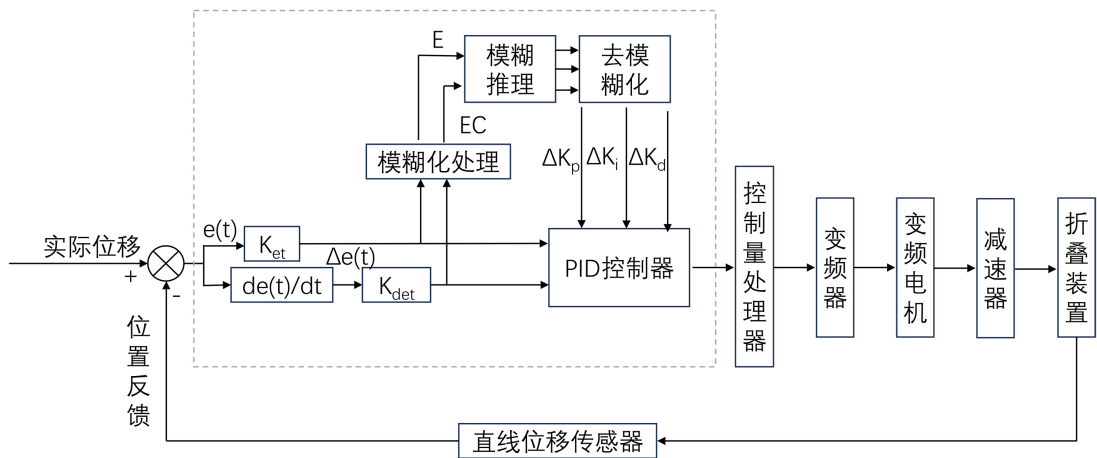 E
模糊
推理
去模
糊化
EC
模糊化处理
ΔKp
ΔKi
ΔKd
实际位移
+
-
e(t)
Ket
de(t)/dt
Δe(t)
Kdet
PID控制器
控制量处理器
变频器
变频电机
减速器
折叠装置
位置反馈
直线位移传感器